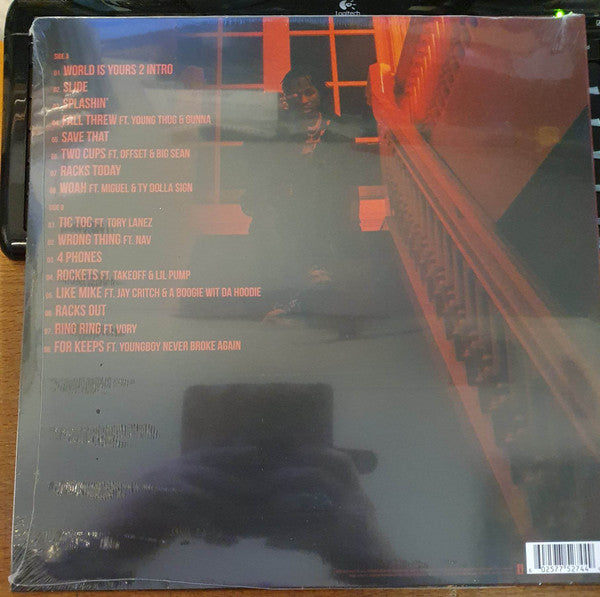 Logitech
SIDE A
01. WORLD IS YOURS 2 INTRO
02. SLIDE
03. SPLASHIN'
04. FALL THREW FT. YOUNG THUG & GUNNA
05. SAVE THAT
06. TWO CUPS FT. OFFSET & BIG SEAN
07. RACKS TODAY
08. WOAH FT. MIGUEL & TY DOLLA SIGN
SIDE B
01. TIC TOC FT. TORY LANEZ
02. WRONG THING FT. NAV
03. 4 PHONES
04. ROCKETS FT. TAKEOFF & LIL PUMP
05. LIKE MIKE FT. JAY CRITCH & A BOOGIE WIT DA HOODIE
06. RACKS OUT
07. RING RING FT. VORY
08. FOR KEEPS FT. YOUNGBOY NEVER BROKE AGAIN
02577 52744